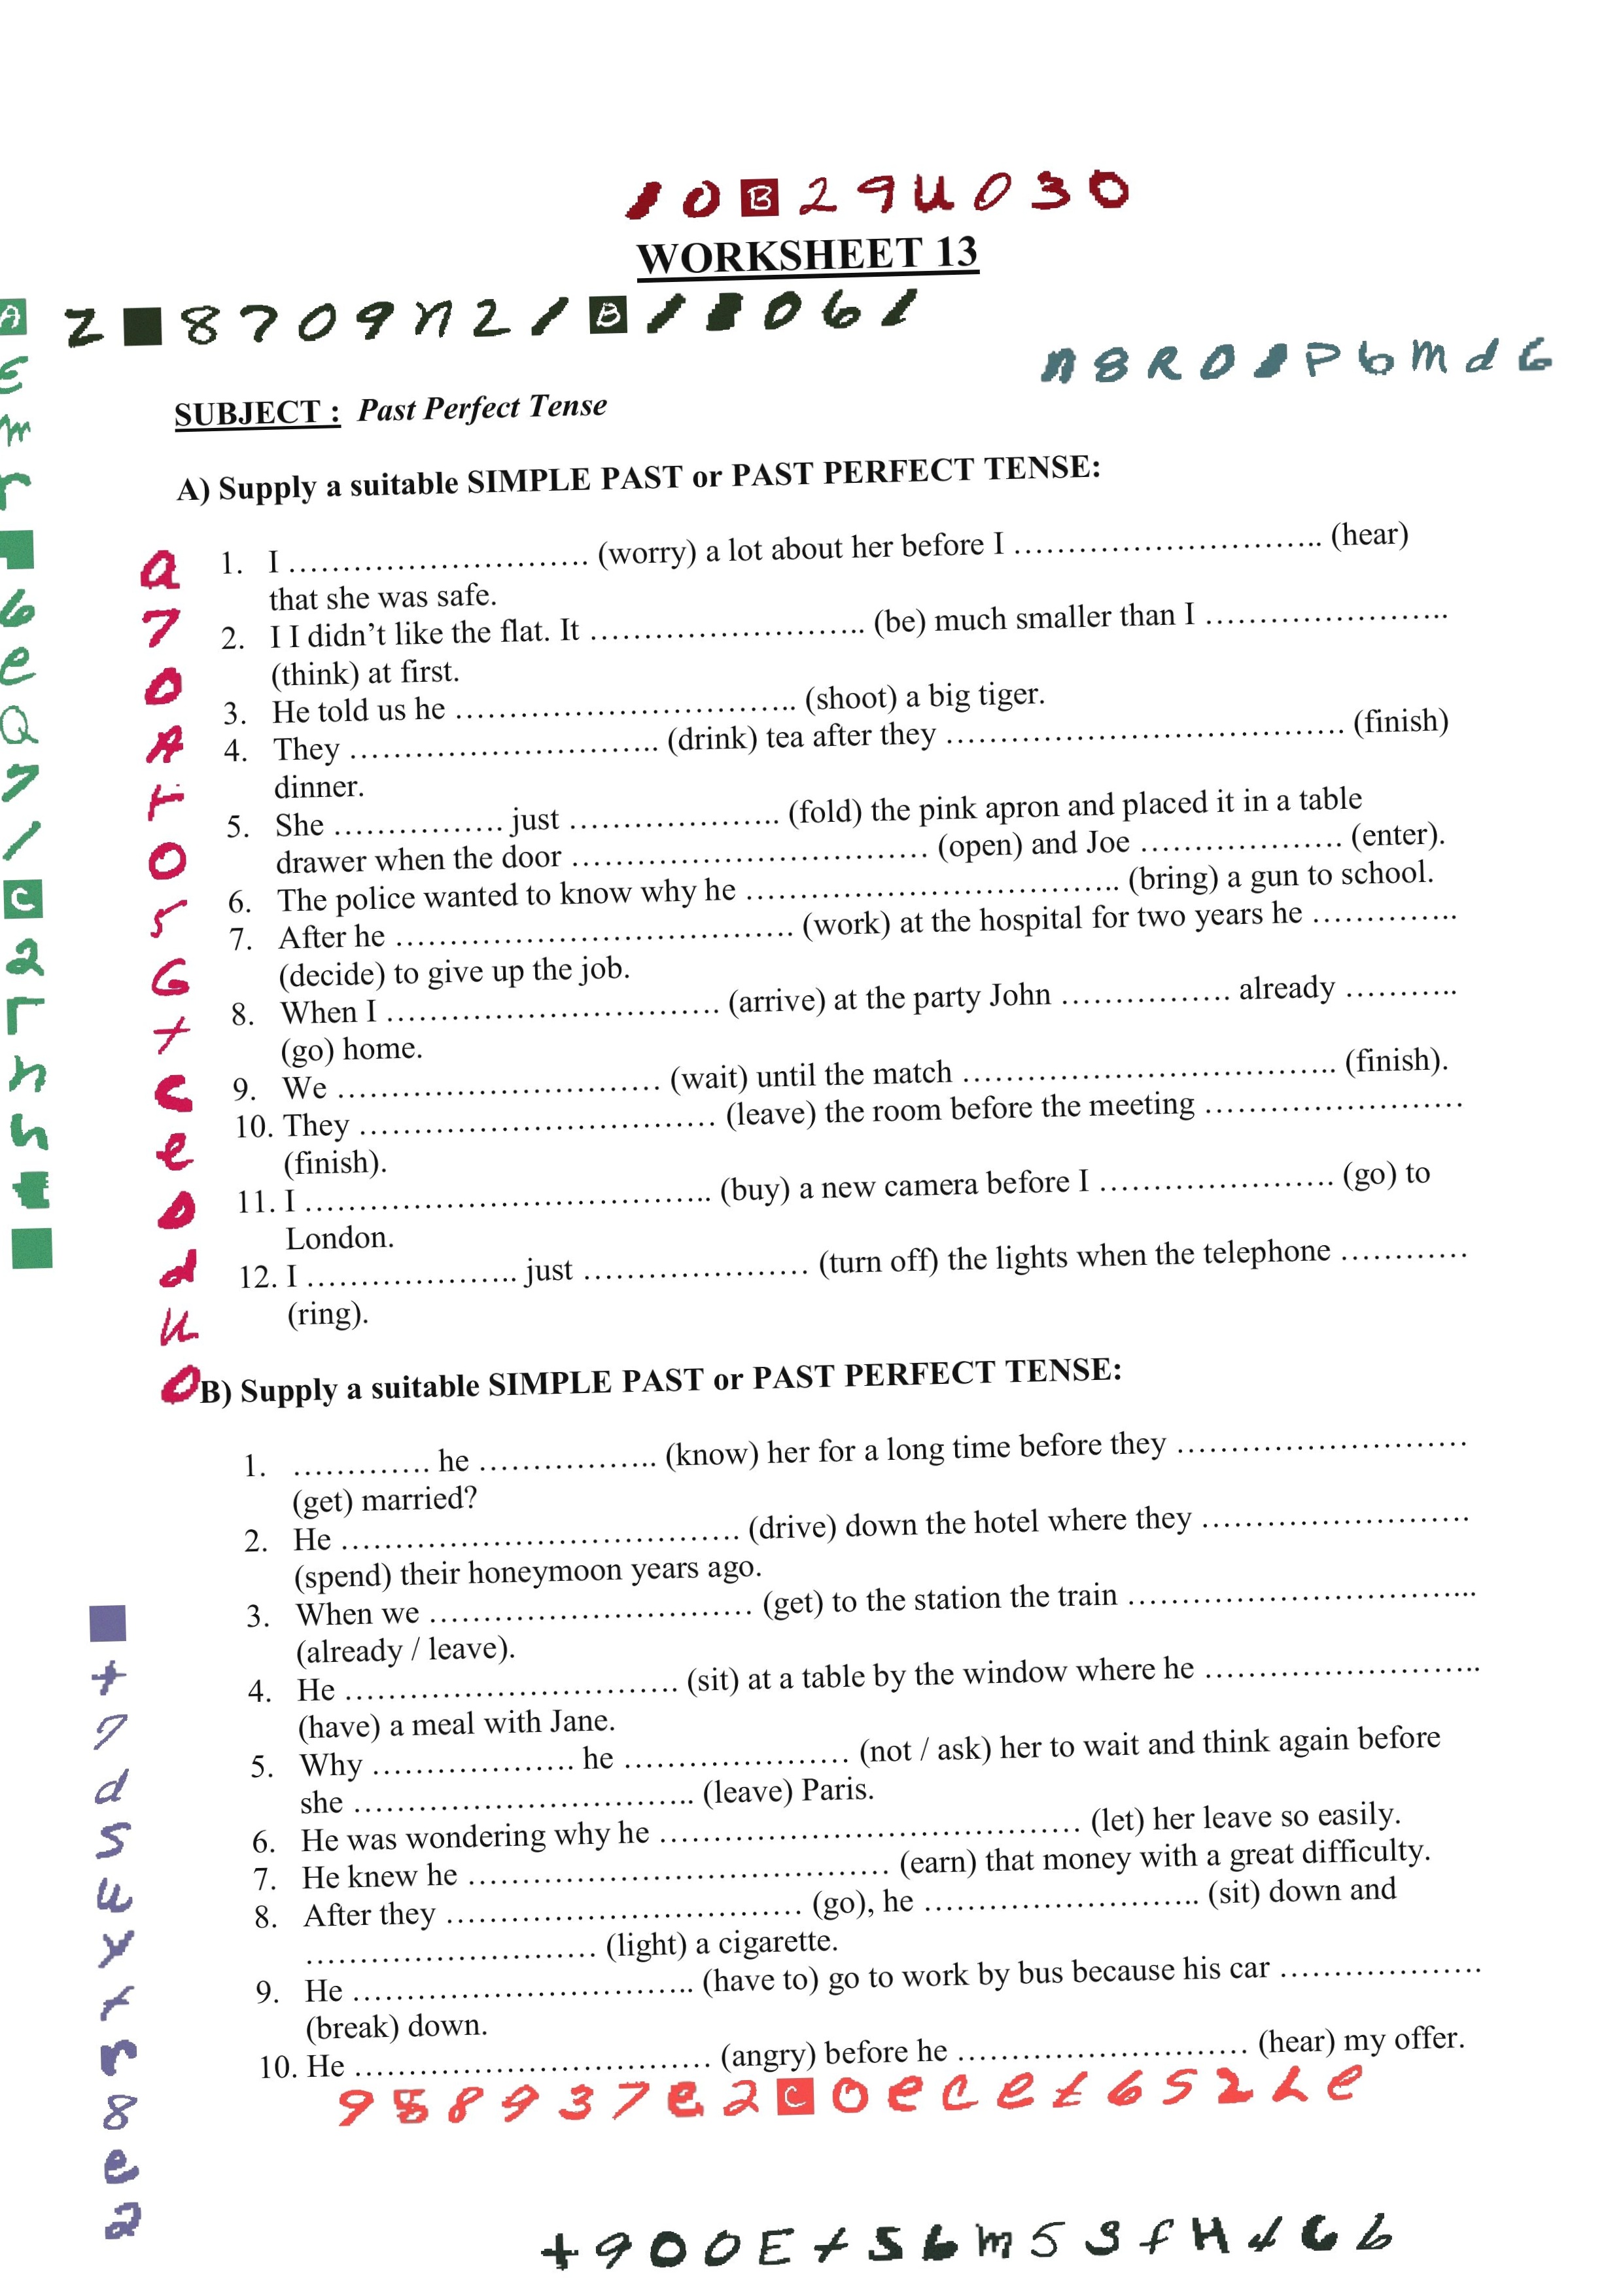 WORKSHEET 13
SUBJECT : Past Perfect Tense
A) Supply a suitable SIMPLE PAST or PAST PERFECT TENSE:
1. I ………………………. (worry) a lot about her before I ……………………….. (hear)
that she was safe.
2. I I didn’t like the flat. It …………………….. (be) much smaller than I …………………..
(think) at first.
3. He told us he ………………………….. (shoot) a big tiger.
4. They ……………………….. (drink) tea after they ………………………………. (finish)
dinner.
5. She ……………. just ……………….. (fold) the pink apron and placed it in a table
drawer when the door …………………………… (open) and Joe ………………. (enter).
6. The police wanted to know why he …………………………….. (bring) a gun to school.
7. After he ………………………………. (work) at the hospital for two years he …………..
(decide) to give up the job.
8. When I …………………………. (arrive) at the party John ……………. already ………..
(go) home.
9. We ………………………… (wait) until the match …………………………….. (finish).
10. They …………………………… (leave) the room before the meeting ……………………
(finish).
11. I ……………………………….. (buy) a new camera before I …………………. (go) to
London.
12. I ……………….. just ………………… (turn off) the lights when the telephone …………
(ring).
B) Supply a suitable SIMPLE PAST or PAST PERFECT TENSE:
1. …………. he …………….. (know) her for a long time before they ………………………
(get) married?
2. He ………………………………. (drive) down the hotel where they …………………….
(spend) their honeymoon years ago.
3. When we ………………………… (get) to the station the train …………………………...
(already / leave).
4. He …………………………. (sit) at a table by the window where he ……………………..
(have) a meal with Jane.
5. Why ………………. he ………………… (not / ask) her to wait and think again before
she ………………………….. (leave) Paris.
6. He was wondering why he ………………………………… (let) her leave so easily.
7. He knew he ………………………………… (earn) that money with a great difficulty.
8. After they …………………………… (go), he …………………….. (sit) down and
……………………… (light) a cigarette.
9. He ………………………….. (have to) go to work by bus because his car ……………….
(break) down.
10. He …………………………… (angry) before he ……………………… (hear) my offer.